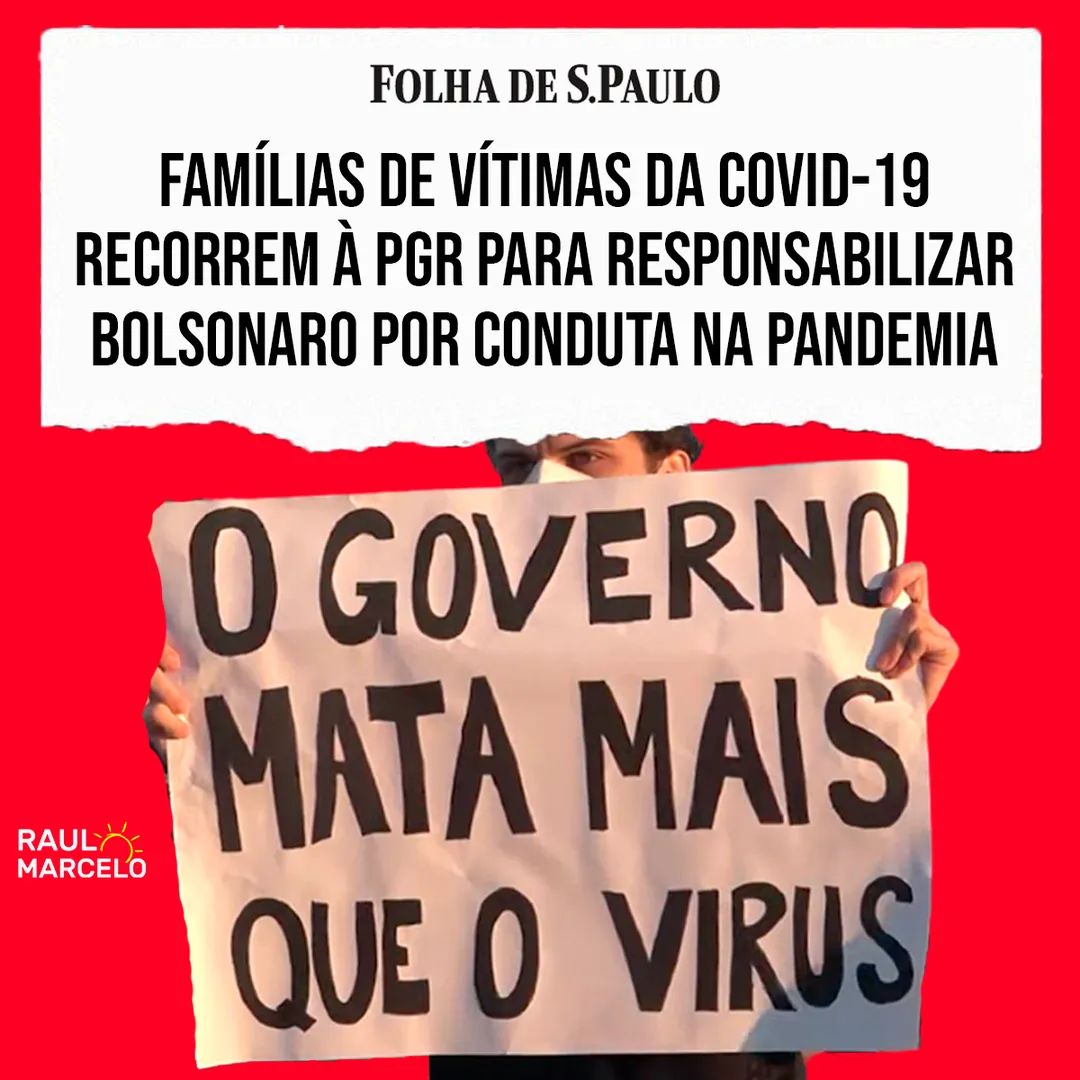 FOLHA DE S.PAULO
FAMÍLIAS DE VÍTIMAS DA COVID-19
RECORREM À PGR PARA RESPONSABILIZAR
BOLSONARO POR CONDUTA NA PANDEMIA
O GOVERNO
MATA MAIS
QUE O VIRUS
RAUL
MARCELO